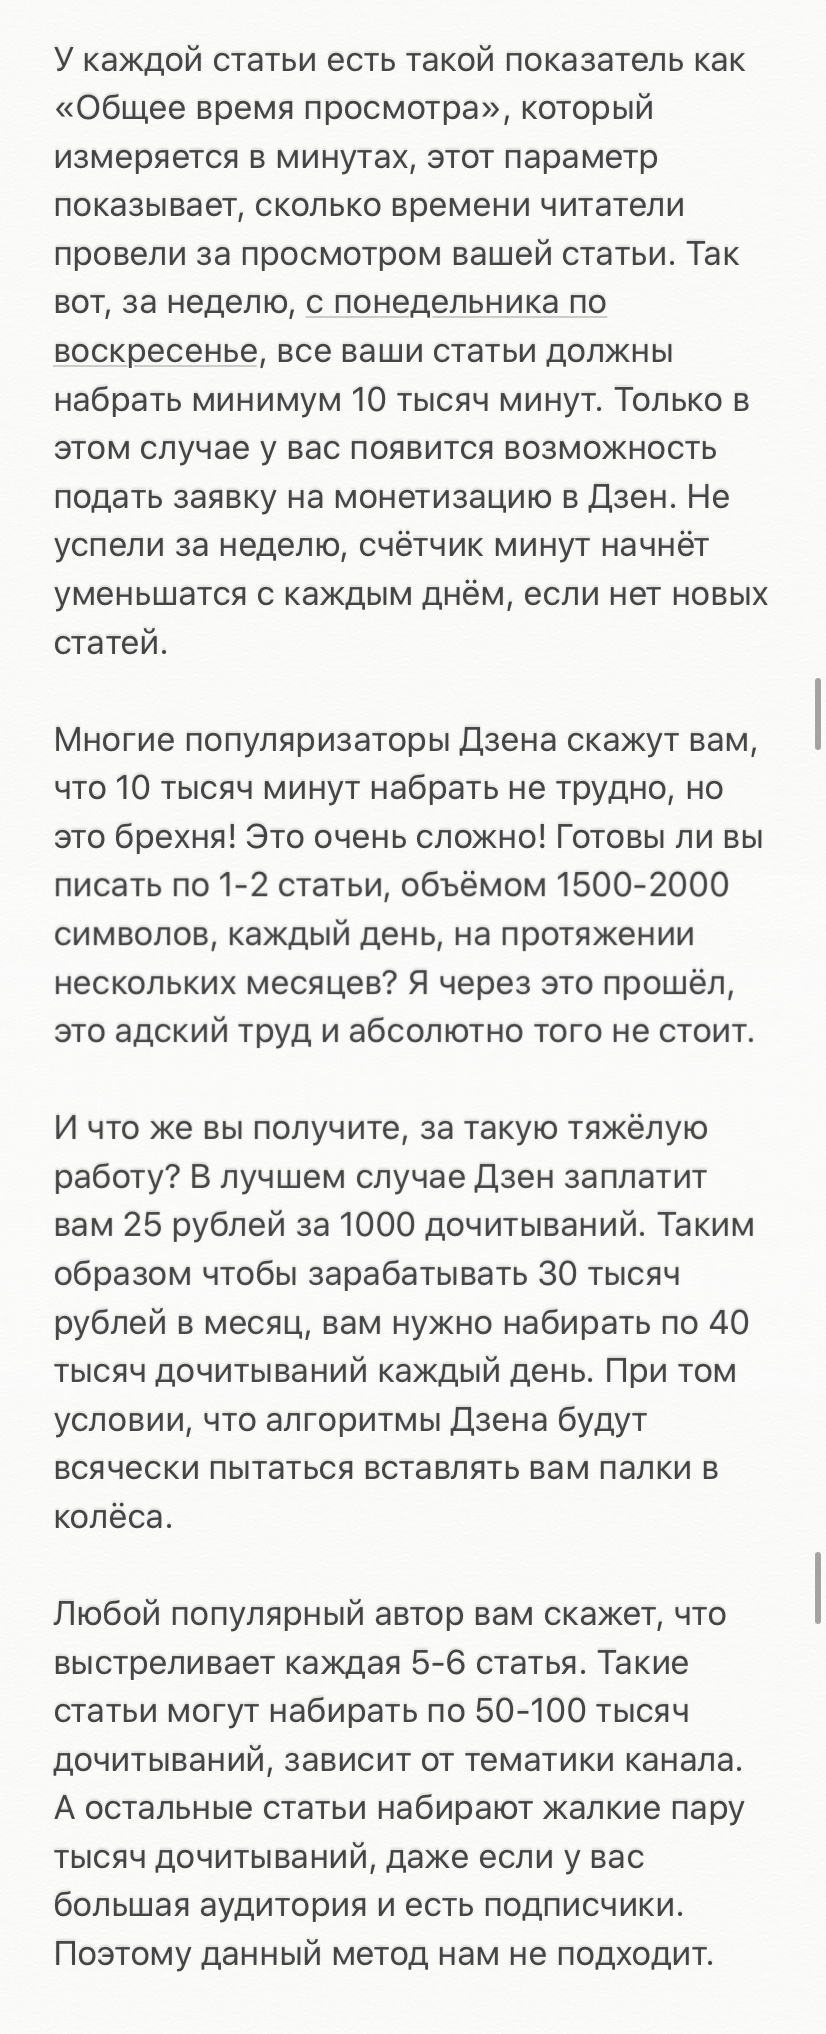 У каждой статьи есть такой показатель как
«Общее время просмотра», который
измеряется в минутах, этот параметр
показывает, сколько времени читатели
провели за просмотром вашей статьи. Так
вот, за неделю, с понедельника по
воскресенье, все ваши статьи должны
набрать минимум 10 тысяч минут. Только в
этом случае у вас появится возможность
подать заявку на монетизацию в Дзен. Не
успели за неделю, счётчик минут начнёт
уменьшатся с каждым днём, если нет новых
статей.

Многие популяризаторы Дзена скажут вам,
что 10 тысяч минут набрать не трудно, но
это брехня! Это очень сложно! Готовы ли вы
писать по 1-2 статьи, объёмом 1500-2000
символов, каждый день, на протяжении
нескольких месяцев? Я через это прошёл,
это адский труд и абсолютно того не стоит.

И что же вы получите, за такую тяжёлую
работу? В лучшем случае Дзен заплатит
вам 25 рублей за 1000 дочитываний. Таким
образом чтобы зарабатывать 30 тысяч
рублей в месяц, вам нужно набирать по 40
тысяч дочитываний каждый день. При том
условии, что алгоритмы Дзена будут
всячески пытаться вставлять вам палки в
колёса.

Любой популярный автор вам скажет, что
выстреливает каждая 5-6 статья. Такие
статьи могут набирать по 50-100 тысяч
дочитываний, зависит от тематики канала.
А остальные статьи набирают жалкие пару
тысяч дочитываний, даже если у вас
большая аудитория и есть подписчики.
Поэтому данный метод нам не подходит.